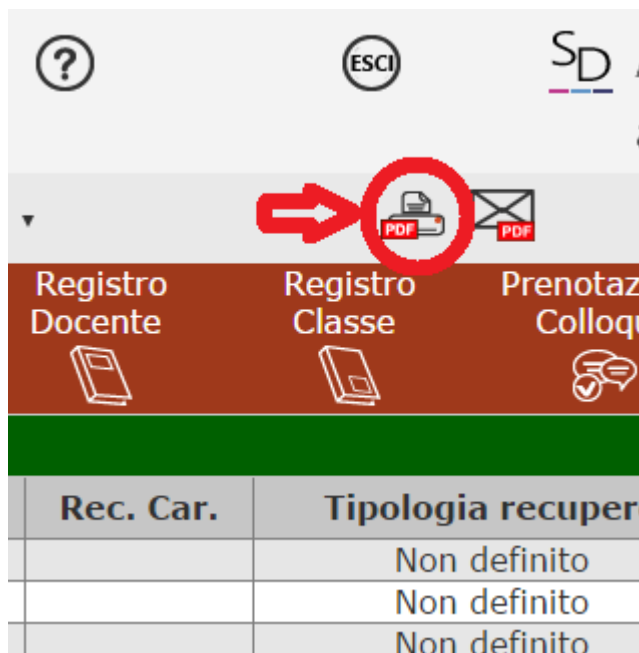 ?
ESCI
SD
PDF
PDF
Registro Docente
Registro Classe
Prenotaz
Colloqu
Rec. Car.
Tipologia recuper
Non definito
Non definito
Non definito